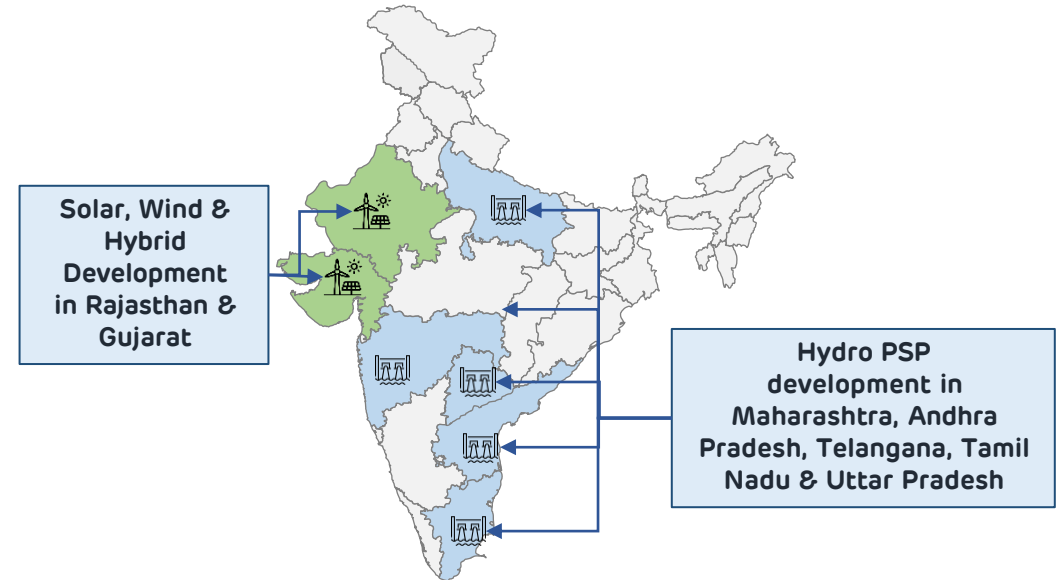 Solar, Wind &
Hybrid
Development
in Rajasthan &
Gujarat
Hydro PSP
development in
Maharashtra, Andhra
Pradesh, Telangana, Tamil
Nadu & Uttar Pradesh